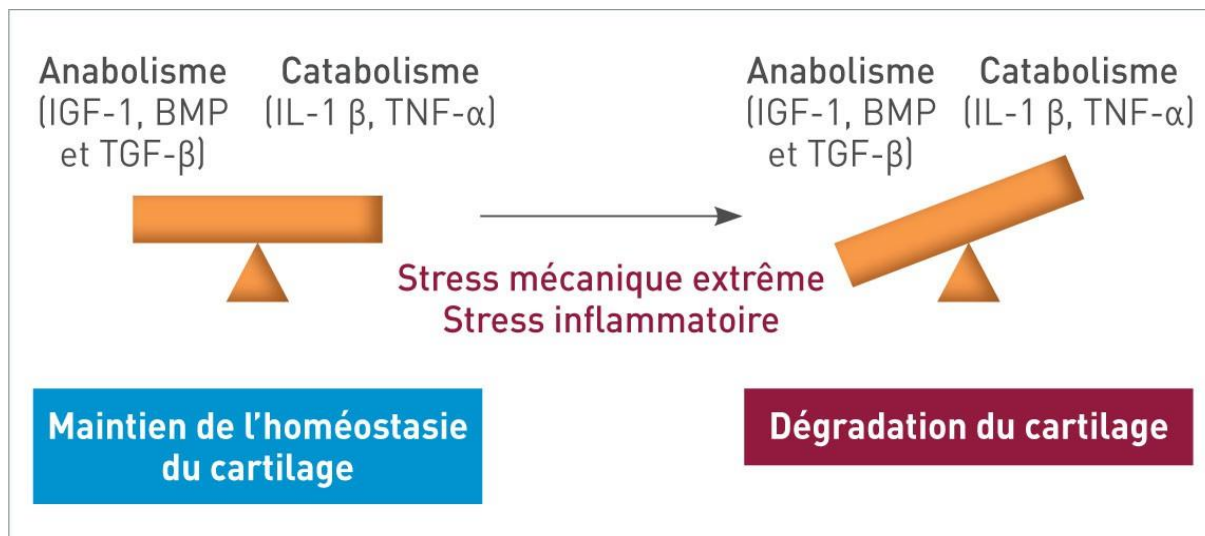 Anabolisme
(IGF-1, BMP
et TGF-β)
Catabolisme
(IL-1 β, TNF-α)
Stress mécanique extrême
Stress inflammatoire
Anabolisme
(IGF-1, BMP
et TGF-β)
Catabolisme
(IL-1 β, TNF-α)
Maintien de l’homéostasie
du cartilage
Dégradation du cartilage